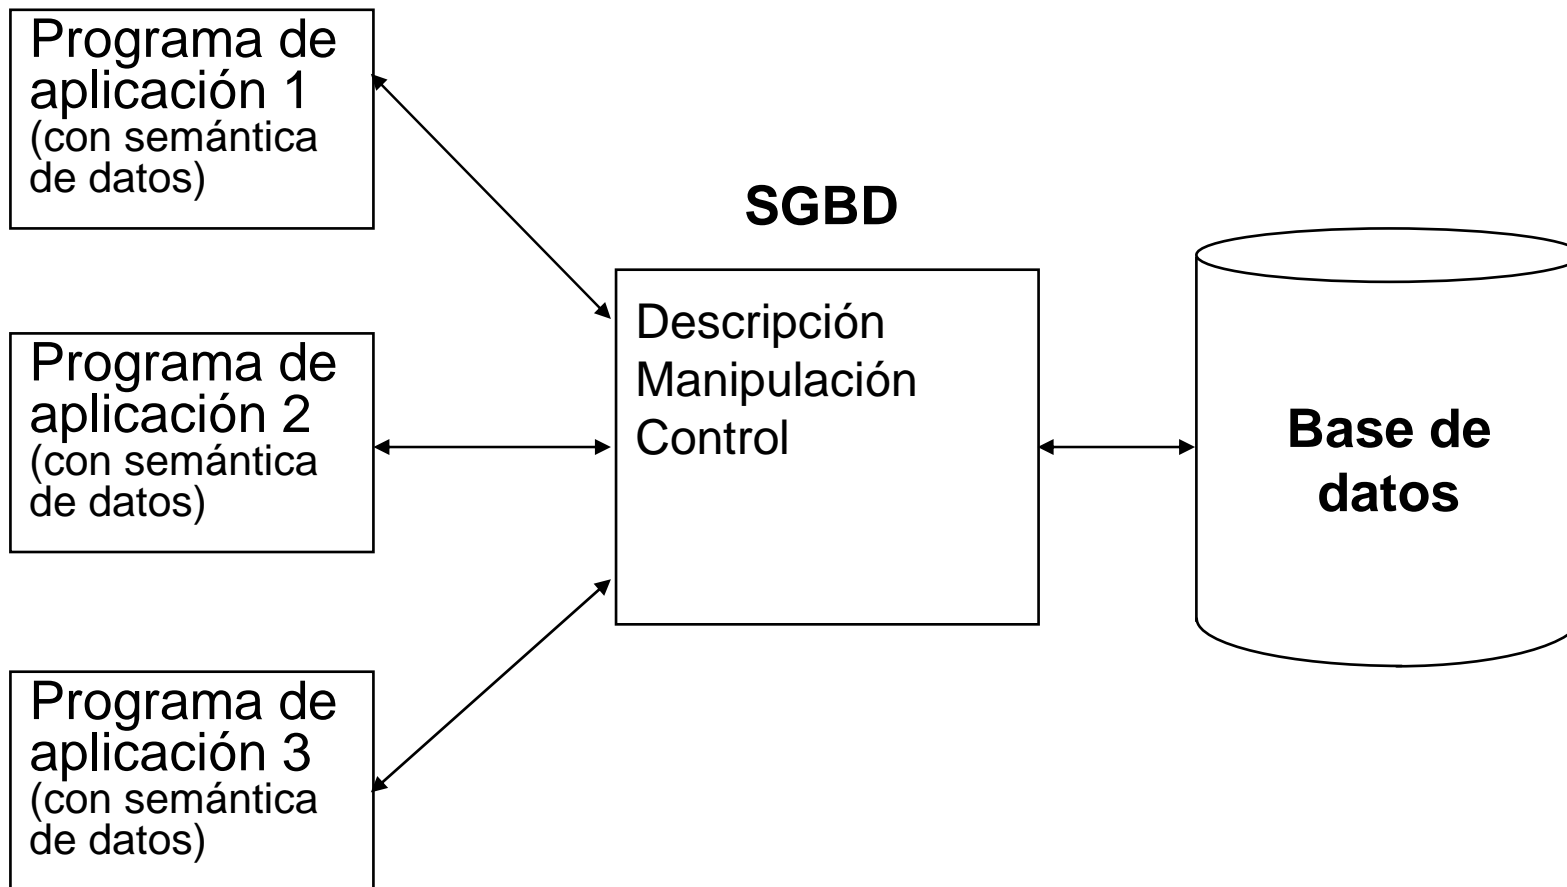 Programa de
aplicación 1
(con semántica
de datos)
SGBD
Descripción
Manipulación
Control
Programa de
aplicación 2
(con semántica
de datos)
Base de
datos
Programa de
aplicación 3
(con semántica
de datos)